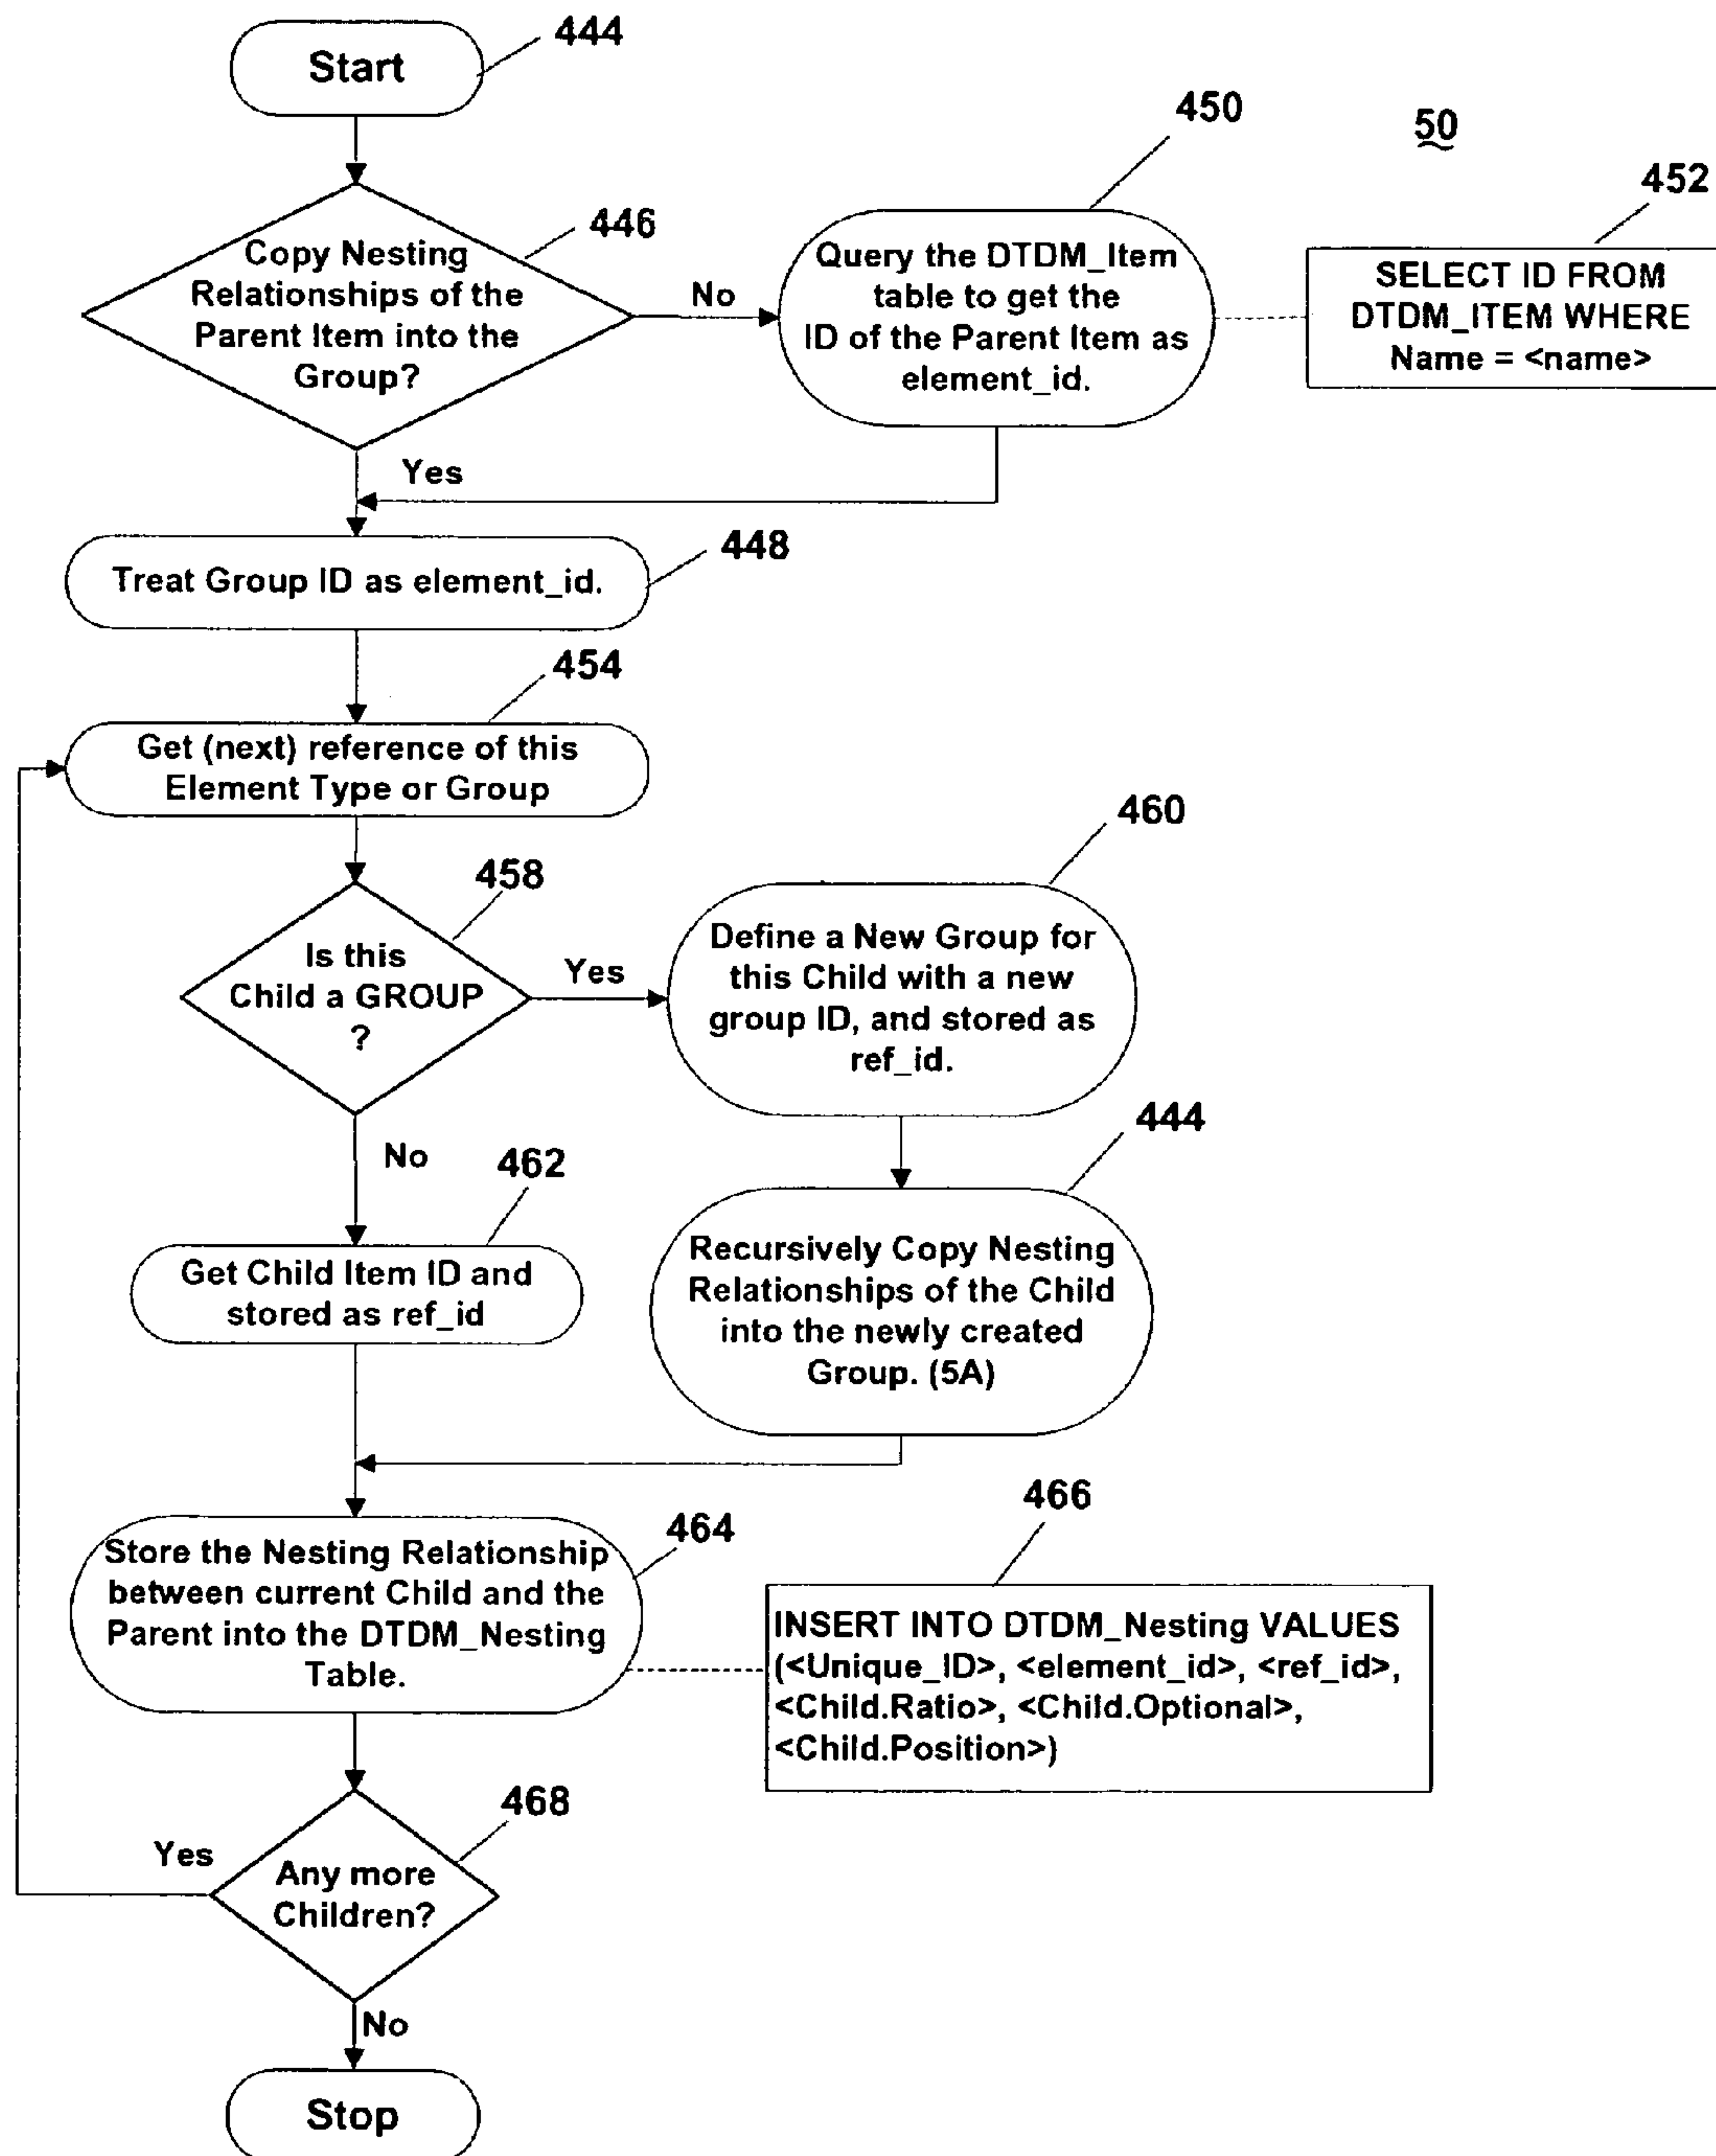 444
Start
450
50
452
446
Copy Nesting
Relationships of the
Parent Item into the
Group?
No
Query the DTDM_Item
table to get the
ID of the Parent Item as
element_id.
SELECT ID FROM
DTDM_ITEM WHERE
Name = <name>
Yes
448
Treat Group ID as element_id.
454
Get (next) reference of this
Element Type or Group
460
458
Is this
Child a GROUP
?
Yes
Define a New Group for
this Child with a new
group ID, and stored as
ref_id.
No
462
444
Get Child Item ID and
stored as ref_id
Recursively Copy Nesting
Relationships of the Child
into the newly created
Group. (5A)
466
464
Store the Nesting Relationship
between current Child and the
Parent into the DTDM_Nesting
Table.
INSERT INTO DTDM_Nesting VALUES
(<Unique_ID>, <element_id>, <ref_id>,
<Child.Ratio>, <Child.Optional>,
<Child.Position>)
468
Yes
Any more
Children?
No
Stop